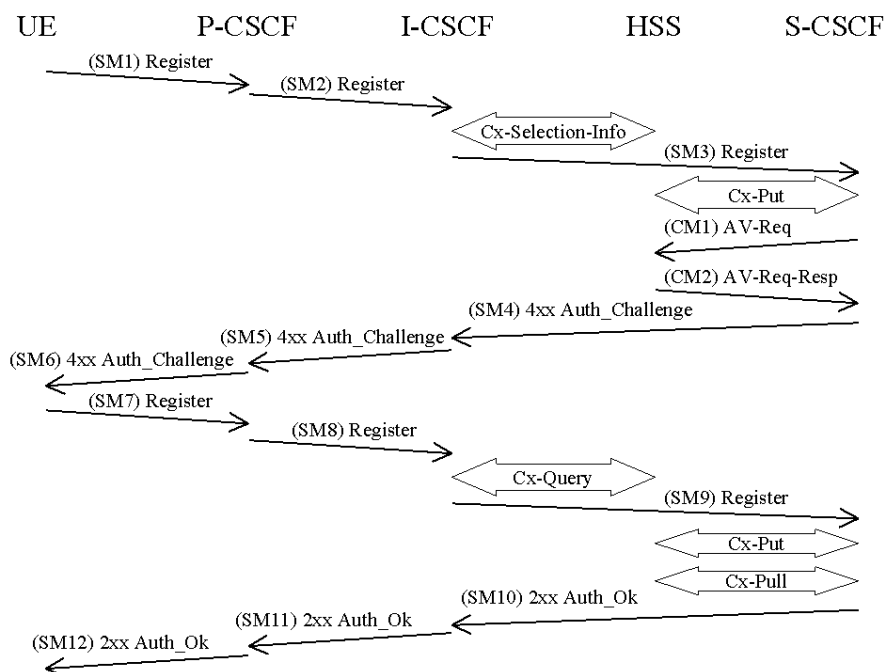 UE P-CSCF I-CSCF HSS S-CSCF
(SM1) Register
(SM2) Register
Cx-Selection-Info
(SM3) Register
Cx-Put
(CM1) AV-Req
(CM2) AV-Req-Resp
(SM4) 4xx Auth_Challenge
(SM5) 4xx Auth_Challenge
(SM6) 4xx Auth_Challenge
(SM7) Register
(SM8) Register
Cx-Query
(SM9) Register
Cx-Put
Cx-Pull
(SM10) 2xx Auth_Ok
(SM11) 2xx Auth_Ok
(SM12) 2xx Auth_Ok